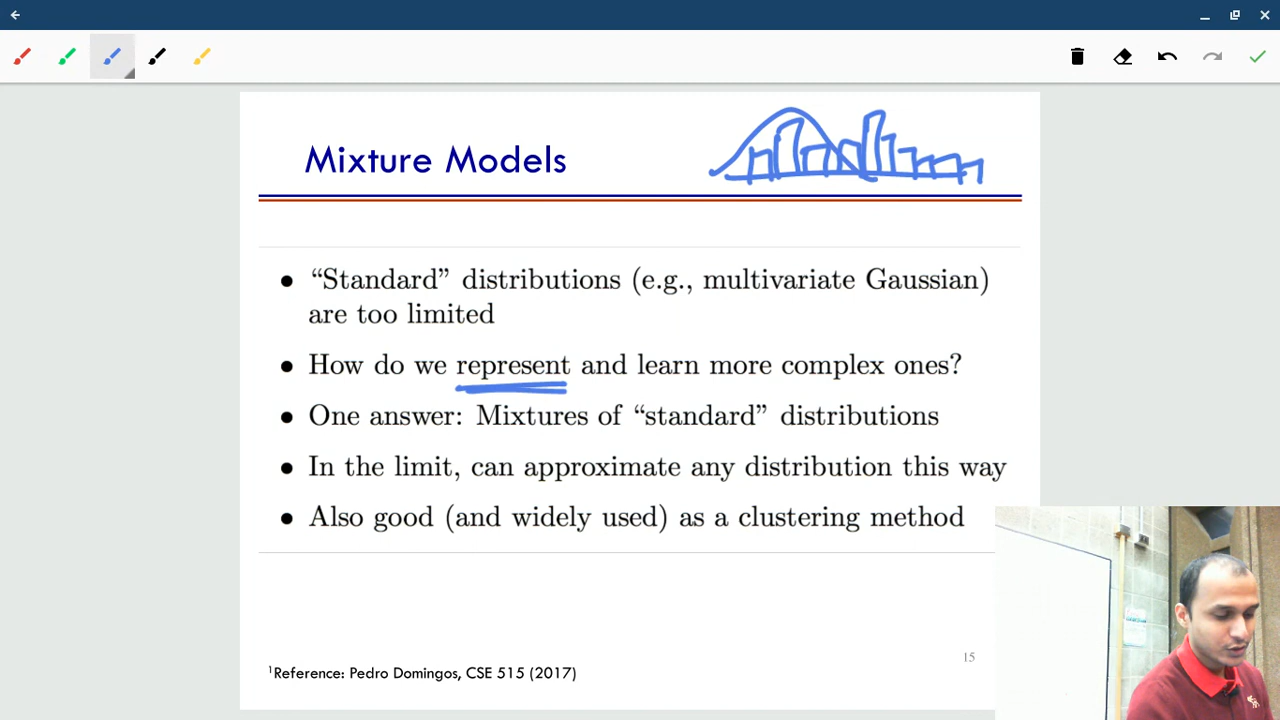 Mixture Models
• “Standard” distributions (e.g., multivariate Gaussian)
are too limited
• How do we represent and learn more complex ones?
• One answer: Mixtures of “standard” distributions
• In the limit, can approximate any distribution this way
• Also good (and widely used) as a clustering method
15
¹Reference: Pedro Domingos, CSE 515 (2017)